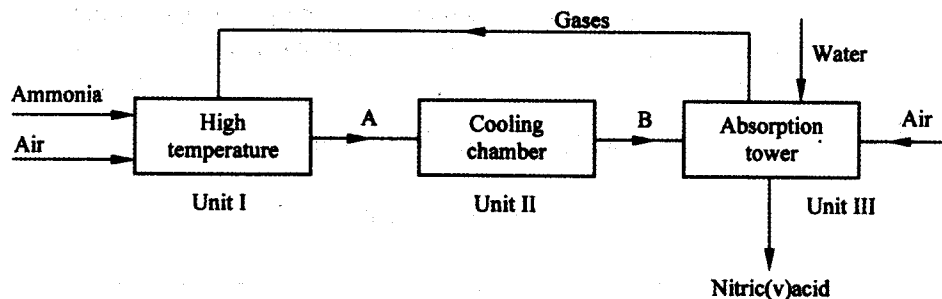 Gases
Water
Ammonia
Air
High
temperature
A
Cooling
chamber
B
Absorption
tower
Air
Unit I
Unit II
Unit III
Nitric(v)acid